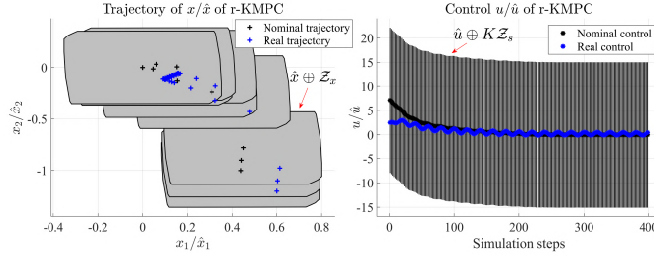 Trajectory of x/x̂ of r-KMPC
Nominal trajectory
Real trajectory
x̂ ⊕ 𝒵ₓ
x₂/x̂₂
0
-0.5
-1
-0.4
-0.2
0
0.2
0.4
0.6
0.8
x₁/x̂₁
Control u/û of r-KMPC
û ⊕ K𝒵ₛ
Nominal control
Real control
u/û
20
15
10
5
0
-5
-10
-15
0
100
200
300
400
Simulation steps